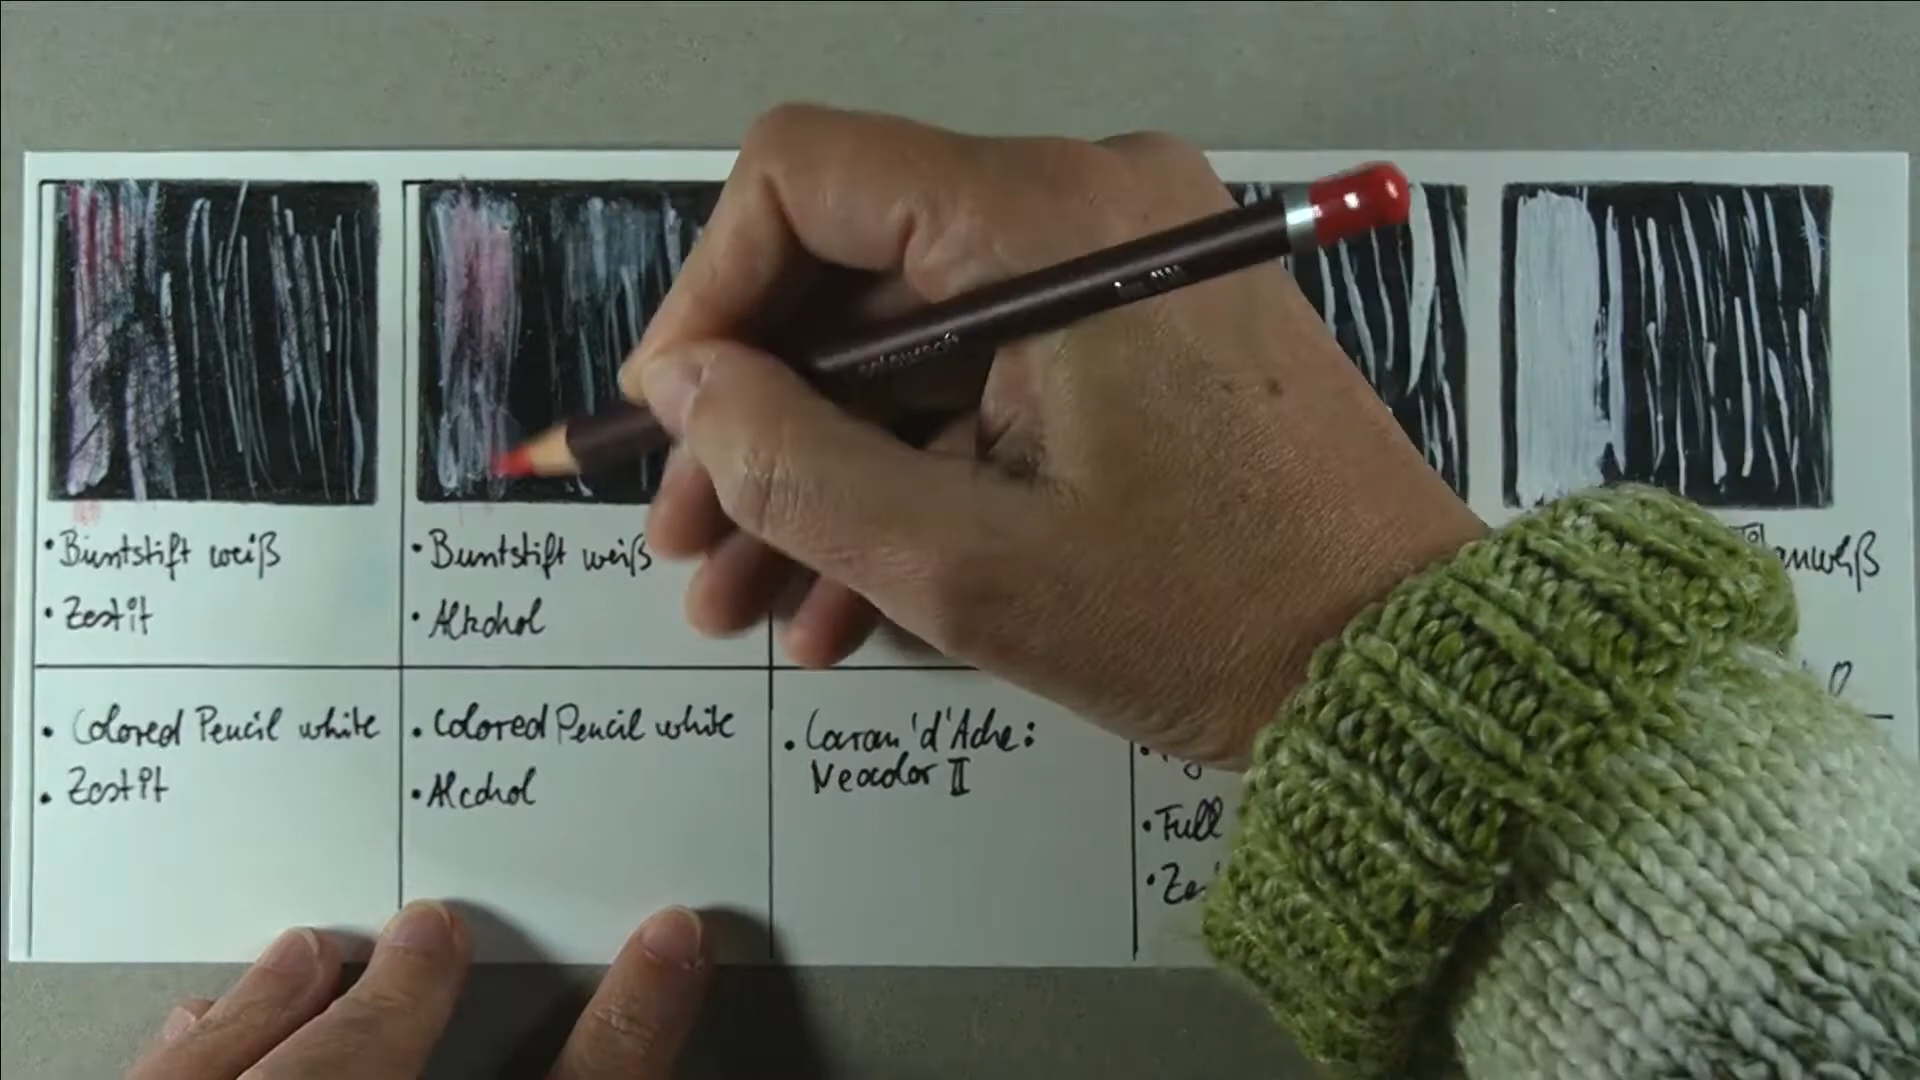 • Buntstift weiß
• Zestit
• Buntstift weiß
• Alkohol
• Colored Pencil white
• Zestit
• Colored Pencil white
• Alcohol
• Caran 'd' Ache:
Neocolor II
• Full
coloursoft